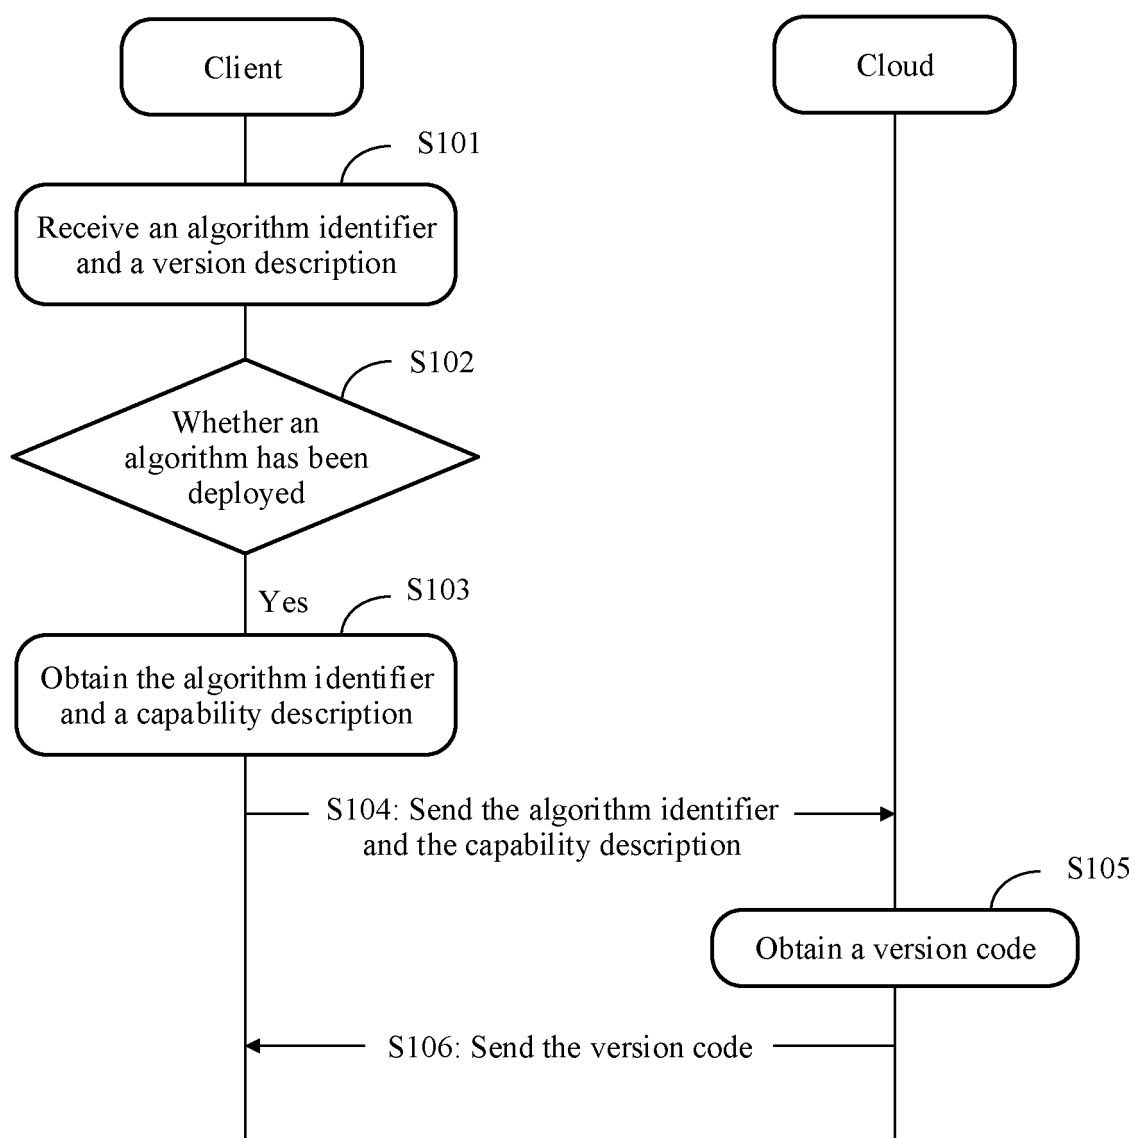 Client
Cloud
S101
Receive an algorithm identifier
and a version description
S102
Whether an
algorithm has been
deployed
Yes
S103
Obtain the algorithm identifier
and a capability description
S104: Send the algorithm identifier
and the capability description
S105
Obtain a version code
S106: Send the version code